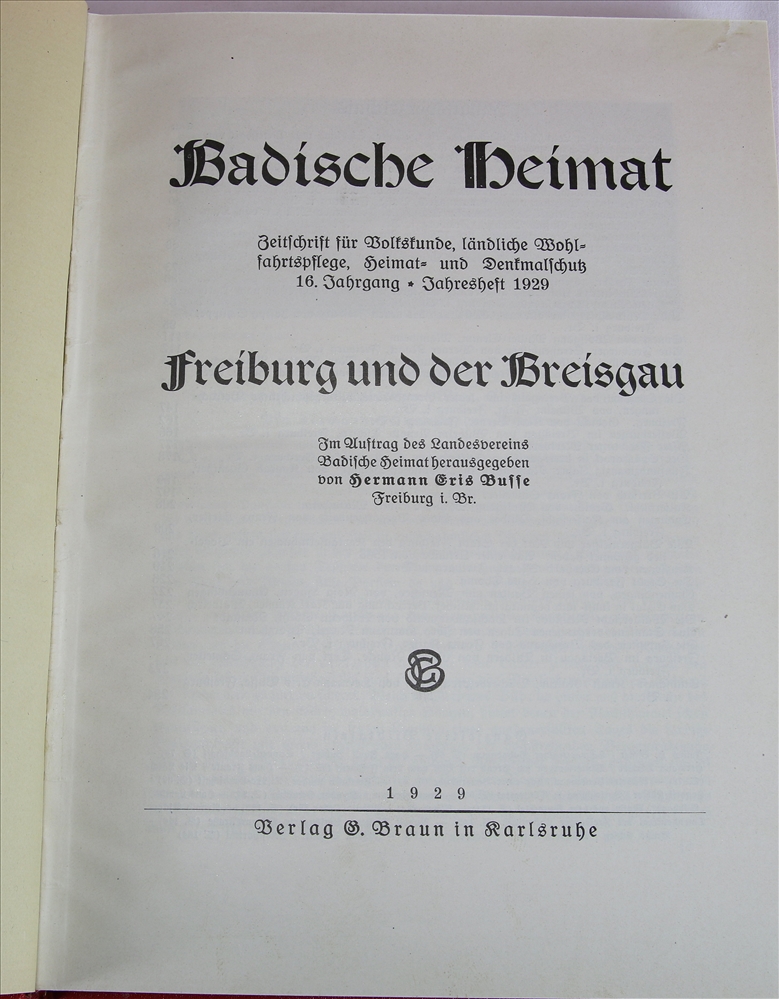 Badische Heimat
Zeitschrift für Volkskunde, ländliche Wohl-
fahrtspflege, Heimat- und Denkmalschutz
16. Jahrgang * Jahresheft 1929
Freiburg und der Breisgau
Im Auftrag des Landesvereins
Badische Heimat herausgegeben
von Hermann Eris Busse
Freiburg i. Br.
1929
Verlag G. Braun in Karlsruhe